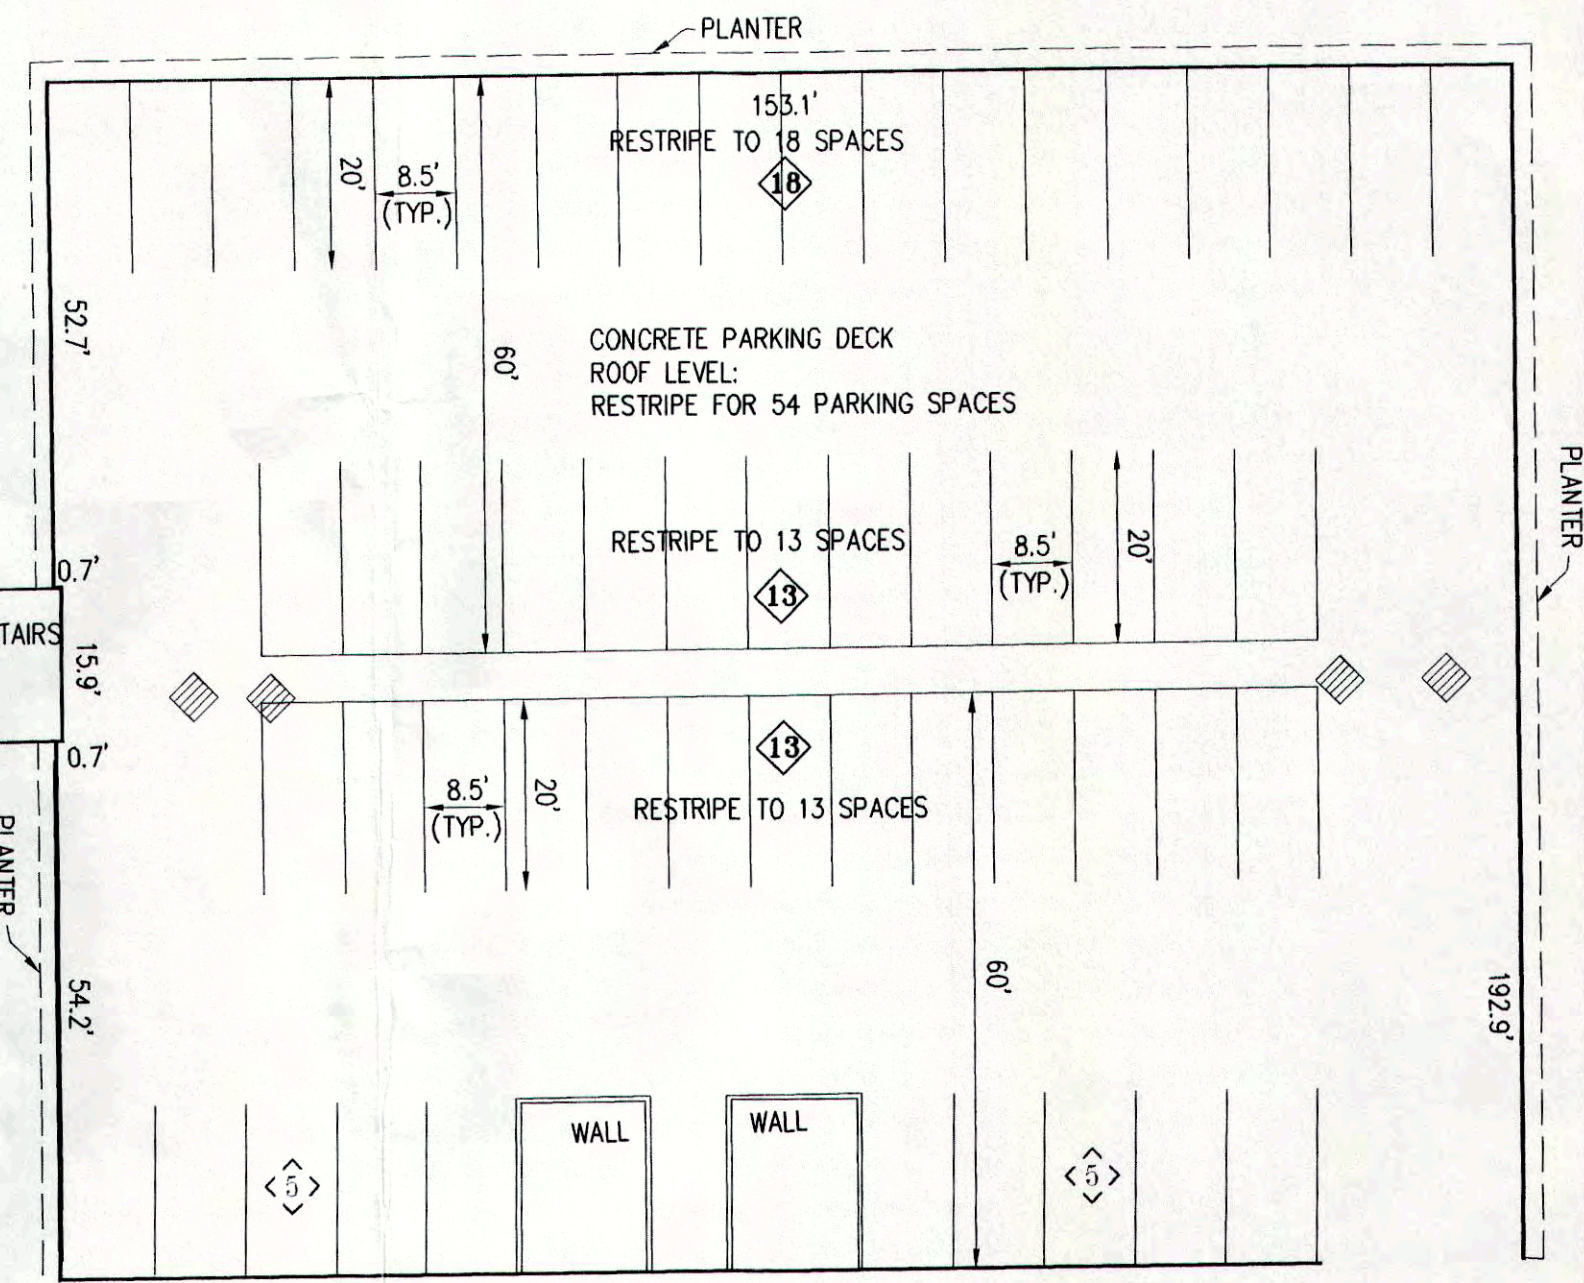 PLANTER
153.1'
RESTRIPE TO 18 SPACES
18
20'
8.5'
(TYP.)
52.7'
60'
CONCRETE PARKING DECK
ROOF LEVEL:
RESTRIPE FOR 54 PARKING SPACES
PLANTER
RESTRIPE TO 13 SPACES
13
8.5'
(TYP.)
20'
0.7'
TAIRS
15.9'
0.7'
13
RESTRIPE TO 13 SPACES
8.5'
(TYP.)
20'
PLANTER
54.2'
60'
192.9'
WALL
WALL
5
5